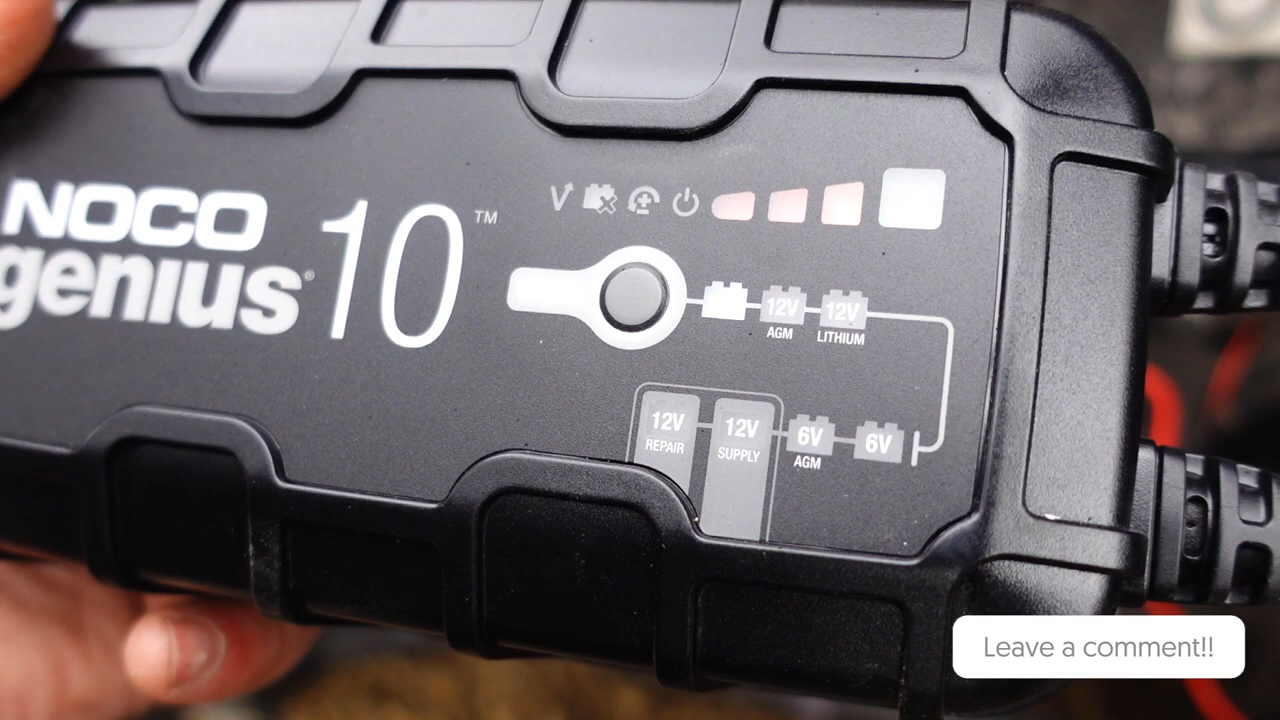 NOCO
genius® 10™
12V
AGM
12V
LITHIUM
12V
REPAIR
12V
SUPPLY
6V
AGM
6V
Leave a comment!!